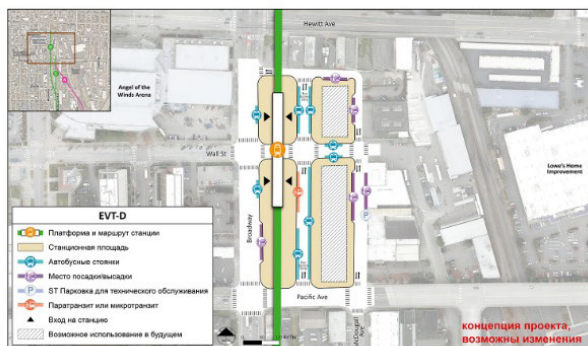 Hewitt Ave
Angel of the
Winds Arena
Wall St
Lowe's Home
Improvement
Broadway
EVT-D
Платформа и маршрут станции
Станционная площадь
Автобусные стоянки
Место посадки/высадки
P ST Парковка для технического обслуживания
Паратранзит или микротранзит
Вход на станцию
Возможное использование в будущем
P
Pacific Ave
McDougall
Ave
концепция проекта,
возможны изменения